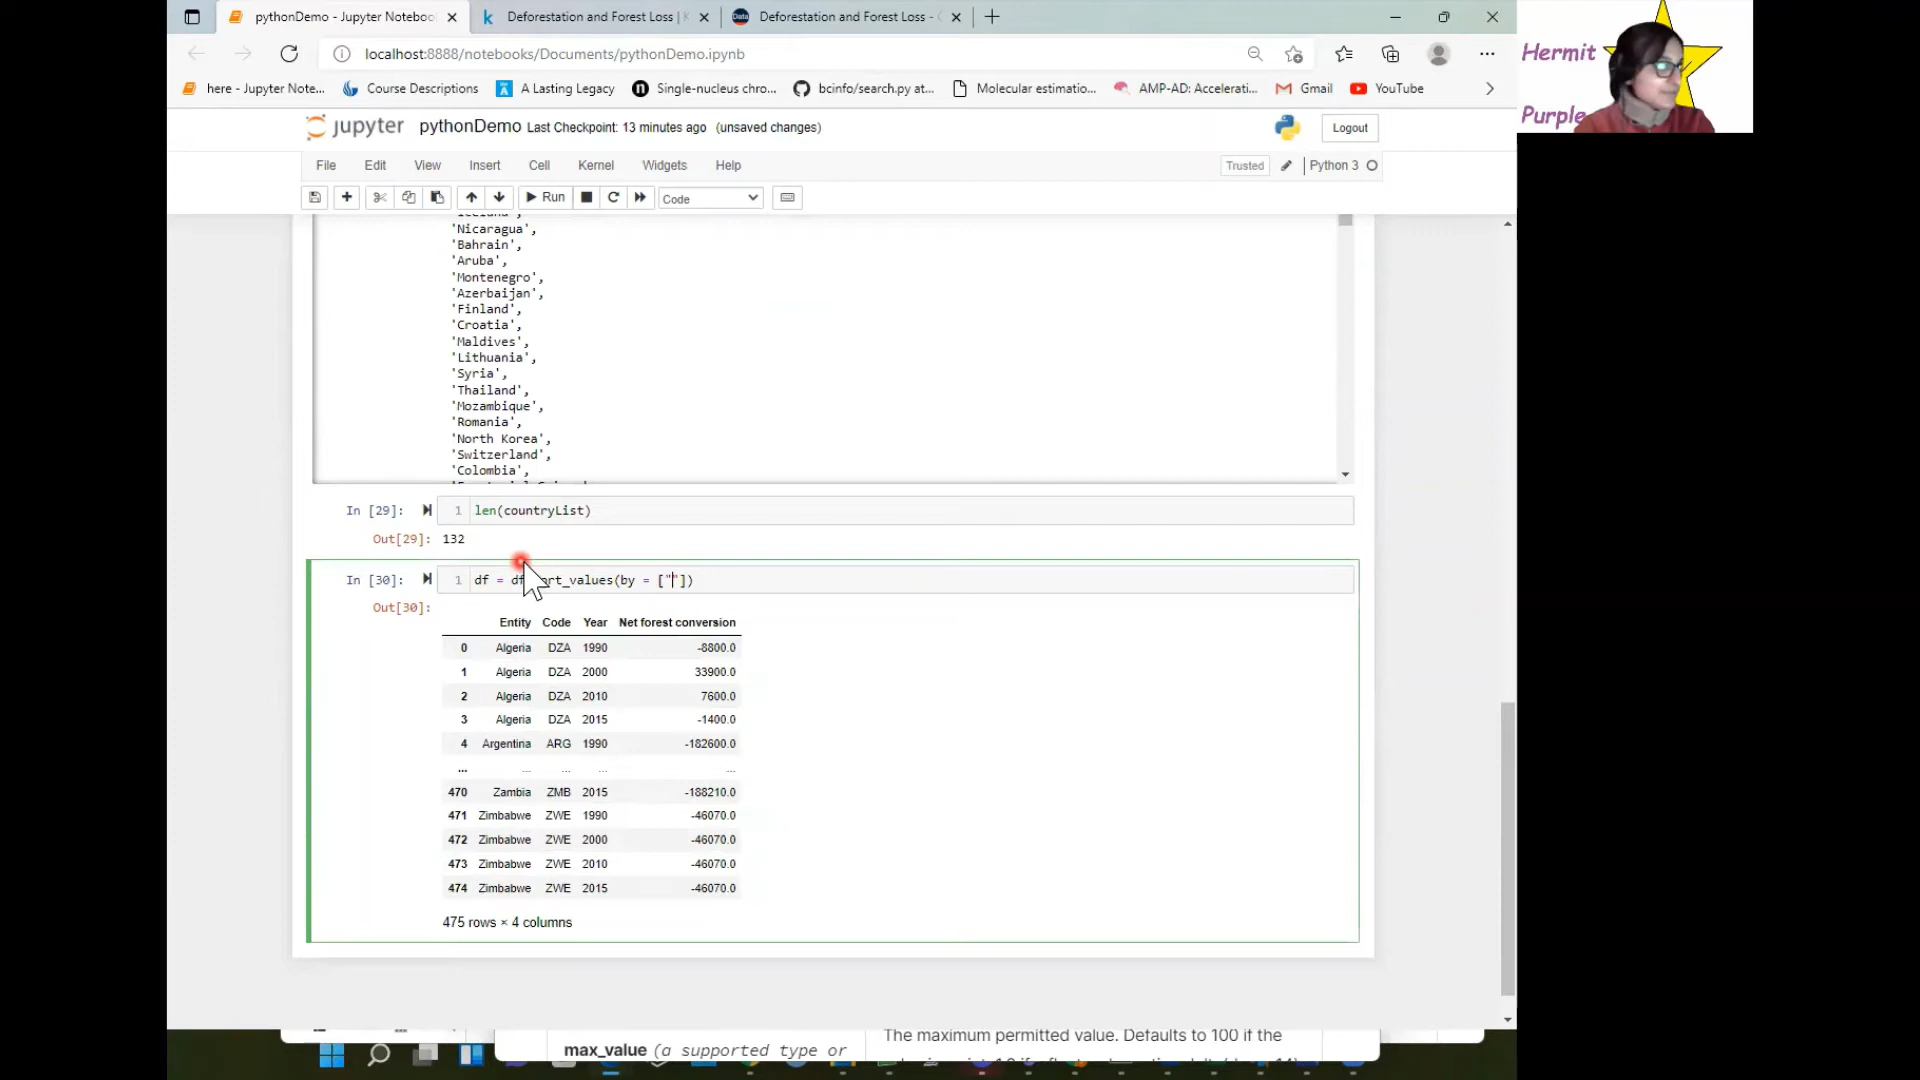 pythonDemo - Jupyter Noteboo
Deforestation and Forest Loss | K
Deforestation and Forest Loss -
localhost:8888/notebooks/Documents/pythonDemo.ipynb
here - Jupyter Note...
Course Descriptions
A Lasting Legacy
Single-nucleus chro...
bcinfo/search.py at...
Molecular estimatio...
AMP-AD: Accelerati...
Gmail
YouTube
Hermit
Purple
jupyter pythonDemo Last Checkpoint: 13 minutes ago (unsaved changes)
Logout
File Edit View Insert Cell Kernel Widgets Help
Trusted Python 3
Run Code
'Nicaragua',
'Bahrain',
'Aruba',
'Montenegro',
'Azerbaijan',
'Finland',
'Croatia',
'Maldives',
'Lithuania',
'Syria',
'Thailand',
'Mozambique',
'Romania',
'North Korea',
'Switzerland',
'Colombia',
In [29]: 1 len(countryList)
Out[29]: 132
In [30]: 1 df = df ort_values(by = [""])
Out[30]:
Entity Code Year Net forest conversion
0 Algeria DZA 1990 -8800.0
1 Algeria DZA 2000 33900.0
2 Algeria DZA 2010 7600.0
3 Algeria DZA 2015 -1400.0
4 Argentina ARG 1990 -182600.0
... ... ... ... ...
470 Zambia ZMB 2015 -188210.0
471 Zimbabwe ZWE 1990 -46070.0
472 Zimbabwe ZWE 2000 -46070.0
473 Zimbabwe ZWE 2010 -46070.0
474 Zimbabwe ZWE 2015 -46070.0
475 rows × 4 columns
The maximum permitted value. Defaults to 100 if the
max_value (a supported type or